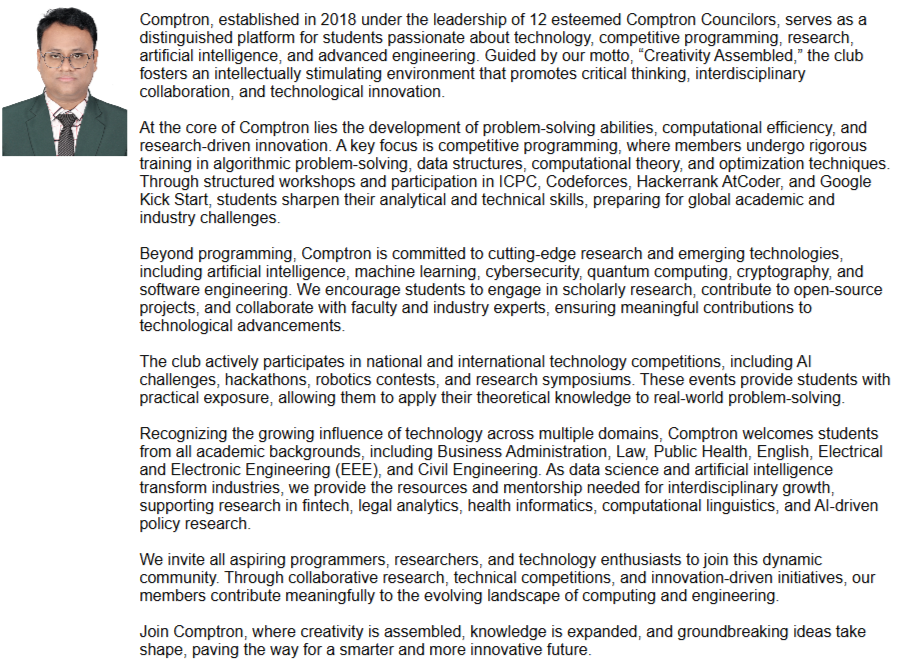 Comptron, established in 2018 under the leadership of 12 esteemed Comptron Councilors, serves as a
distinguished platform for students passionate about technology, competitive programming, research,
artificial intelligence, and advanced engineering. Guided by our motto, “Creativity Assembled,” the club
fosters an intellectually stimulating environment that promotes critical thinking, interdisciplinary
collaboration, and technological innovation.
At the core of Comptron lies the development of problem-solving abilities, computational efficiency, and
research-driven innovation. A key focus is competitive programming, where members undergo rigorous
training in algorithmic problem-solving, data structures, computational theory, and optimization techniques.
Through structured workshops and participation in ICPC, Codeforces, Hackerrank AtCoder, and Google
Kick Start, students sharpen their analytical and technical skills, preparing for global academic and
industry challenges.
Beyond programming, Comptron is committed to cutting-edge research and emerging technologies,
including artificial intelligence, machine learning, cybersecurity, quantum computing, cryptography, and
software engineering. We encourage students to engage in scholarly research, contribute to open-source
projects, and collaborate with faculty and industry experts, ensuring meaningful contributions to
technological advancements.
The club actively participates in national and international technology competitions, including AI
challenges, hackathons, robotics contests, and research symposiums. These events provide students with
practical exposure, allowing them to apply their theoretical knowledge to real-world problem-solving.
Recognizing the growing influence of technology across multiple domains, Comptron welcomes students
from all academic backgrounds, including Business Administration, Law, Public Health, English, Electrical
and Electronic Engineering (EEE), and Civil Engineering. As data science and artificial intelligence
transform industries, we provide the resources and mentorship needed for interdisciplinary growth,
supporting research in fintech, legal analytics, health informatics, computational linguistics, and AI-driven
policy research.
We invite all aspiring programmers, researchers, and technology enthusiasts to join this dynamic
community. Through collaborative research, technical competitions, and innovation-driven initiatives, our
members contribute meaningfully to the evolving landscape of computing and engineering.
Join Comptron, where creativity is assembled, knowledge is expanded, and groundbreaking ideas take
shape, paving the way for a smarter and more innovative future.